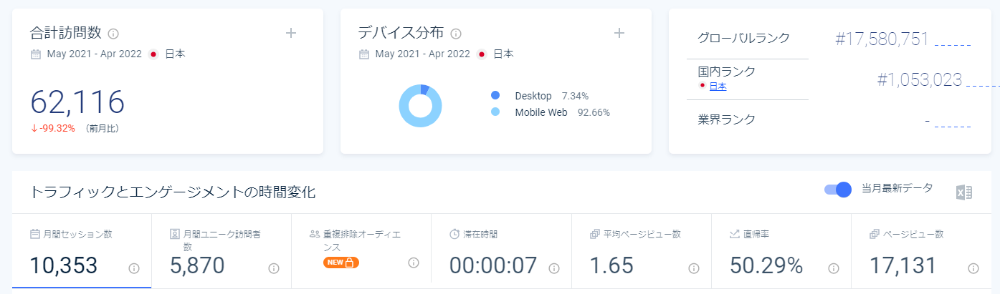 合計訪問数
May 2021 - Apr 2022 日本
62,116
↓-99.32% (前月比)
デバイス分布
May 2021 - Apr 2022 日本
Desktop 7.34%
Mobile Web 92.66%
グローバルランク #17,580,751
国内ランク
日本
#1,053,023
業界ランク -
トラフィックとエンゲージメントの時間変化
当月最新データ
月間セッション数
10,353
月間ユニーク訪問者
数
5,870
重複排除オーディエ
ンス
NEW
滞在時間
00:00:07
平均ページビュー数
1.65
直帰率
50.29%
ページビュー数
17,131